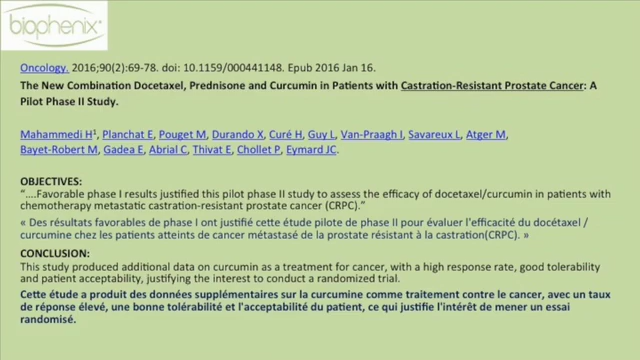 biophenix
Oncology. 2016;90(2):69-78. doi: 10.1159/000441148. Epub 2016 Jan 16.
The New Combination Docetaxel, Prednisone and Curcumin in Patients with Castration-Resistant Prostate Cancer: A
Pilot Phase II Study.
Mahammedi H¹, Planchat E, Pouget M, Durando X, Curé H, Guy L, Van-Praagh I, Savareux L, Atger M,
Bayet-Robert M, Gadea E, Abrial C, Thivat E, Chollet P, Eymard JC.
OBJECTIVES:
“....Favorable phase I results justified this pilot phase II study to assess the efficacy of docetaxel/curcumin in patients with
chemotherapy metastatic castration-resistant prostate cancer (CRPC).”
« Des résultats favorables de phase I ont justifié cette étude pilote de phase II pour évaluer l'efficacité du docétaxel /
curcumine chez les patients atteints de cancer métastasé de la prostate résistant à la castration(CRPC). »
CONCLUSION:
This study produced additional data on curcumin as a treatment for cancer, with a high response rate, good tolerability
and patient acceptability, justifying the interest to conduct a randomized trial.
Cette étude a produit des données supplémentaires sur la curcumine comme traitement contre le cancer, avec un taux
de réponse élevé, une bonne tolérabilité et l'acceptabilité du patient, ce qui justifie l'intérêt de mener un essai
randomisé.